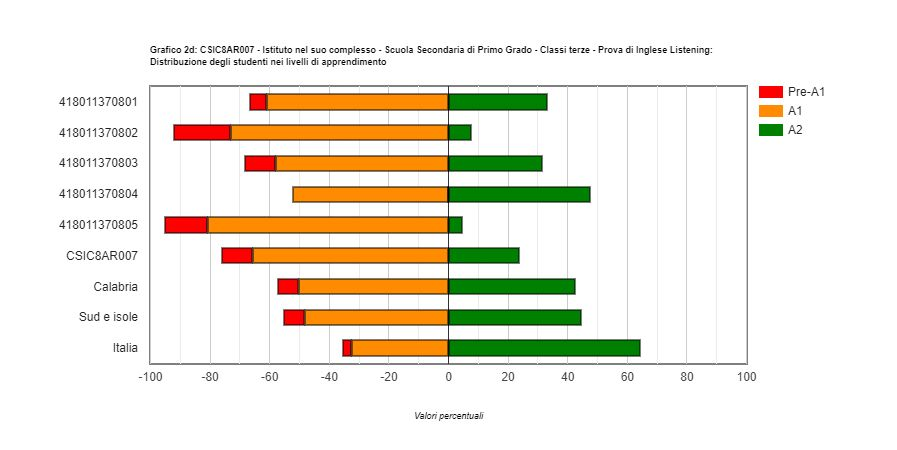 Grafico 2d: CSIC8AR007 - Istituto nel suo complesso - Scuola Secondaria di Primo Grado - Classi terze - Prova di Inglese Listening:
Distribuzione degli studenti nei livelli di apprendimento
Pre-A1
A1
A2
418011370801
418011370802
418011370803
418011370804
418011370805
CSIC8AR007
Calabria
Sud e isole
Italia
-100 -80 -60 -40 -20 0 20 40 60 80 100
Valori percentuali